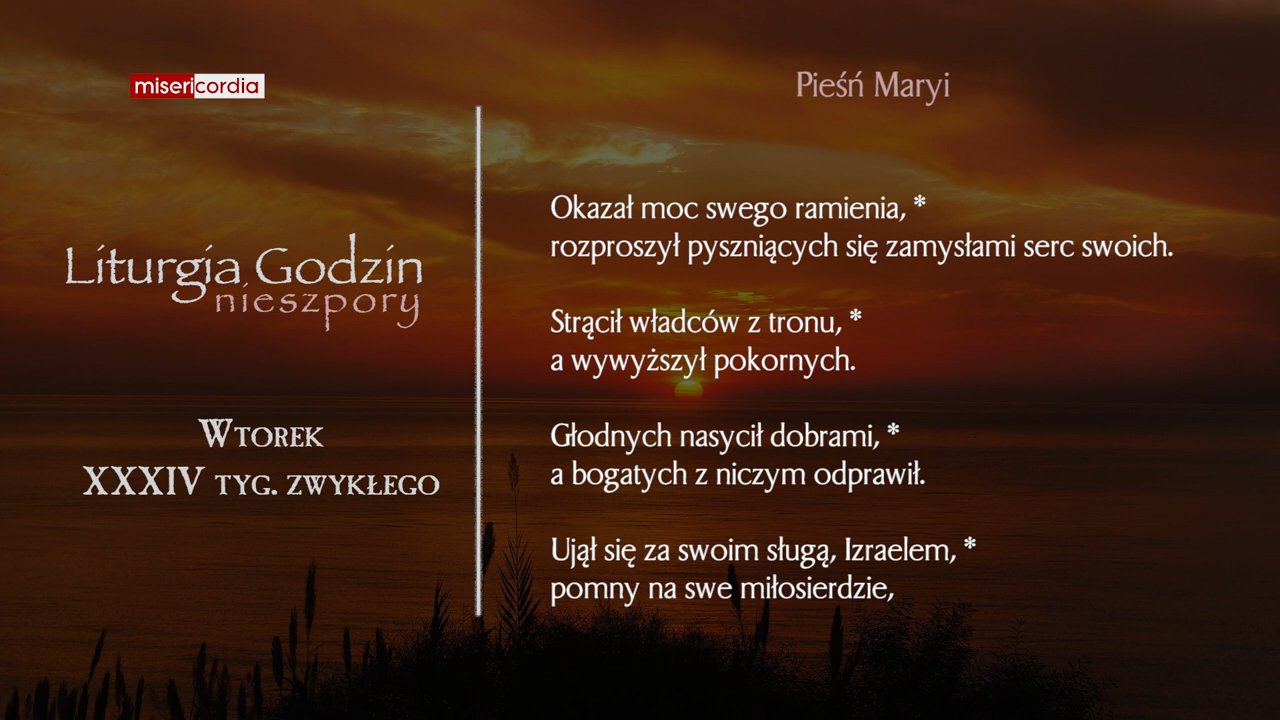 misericordia
Liturgia Godzin
nieszpory
Wtorek
XXXIV tyg. zwykłego
Pieśń Maryi
Okazał moc swego ramienia, *
rozproszył pyszniących się zamysłami serc swoich.
Strącił władców z tronu, *
a wywyższył pokornych.
Głodnych nasycił dobrami, *
a bogatych z niczym odprawił.
Ujął się za swoim sługą, Izraelem, *
pomny na swe miłosierdzie,